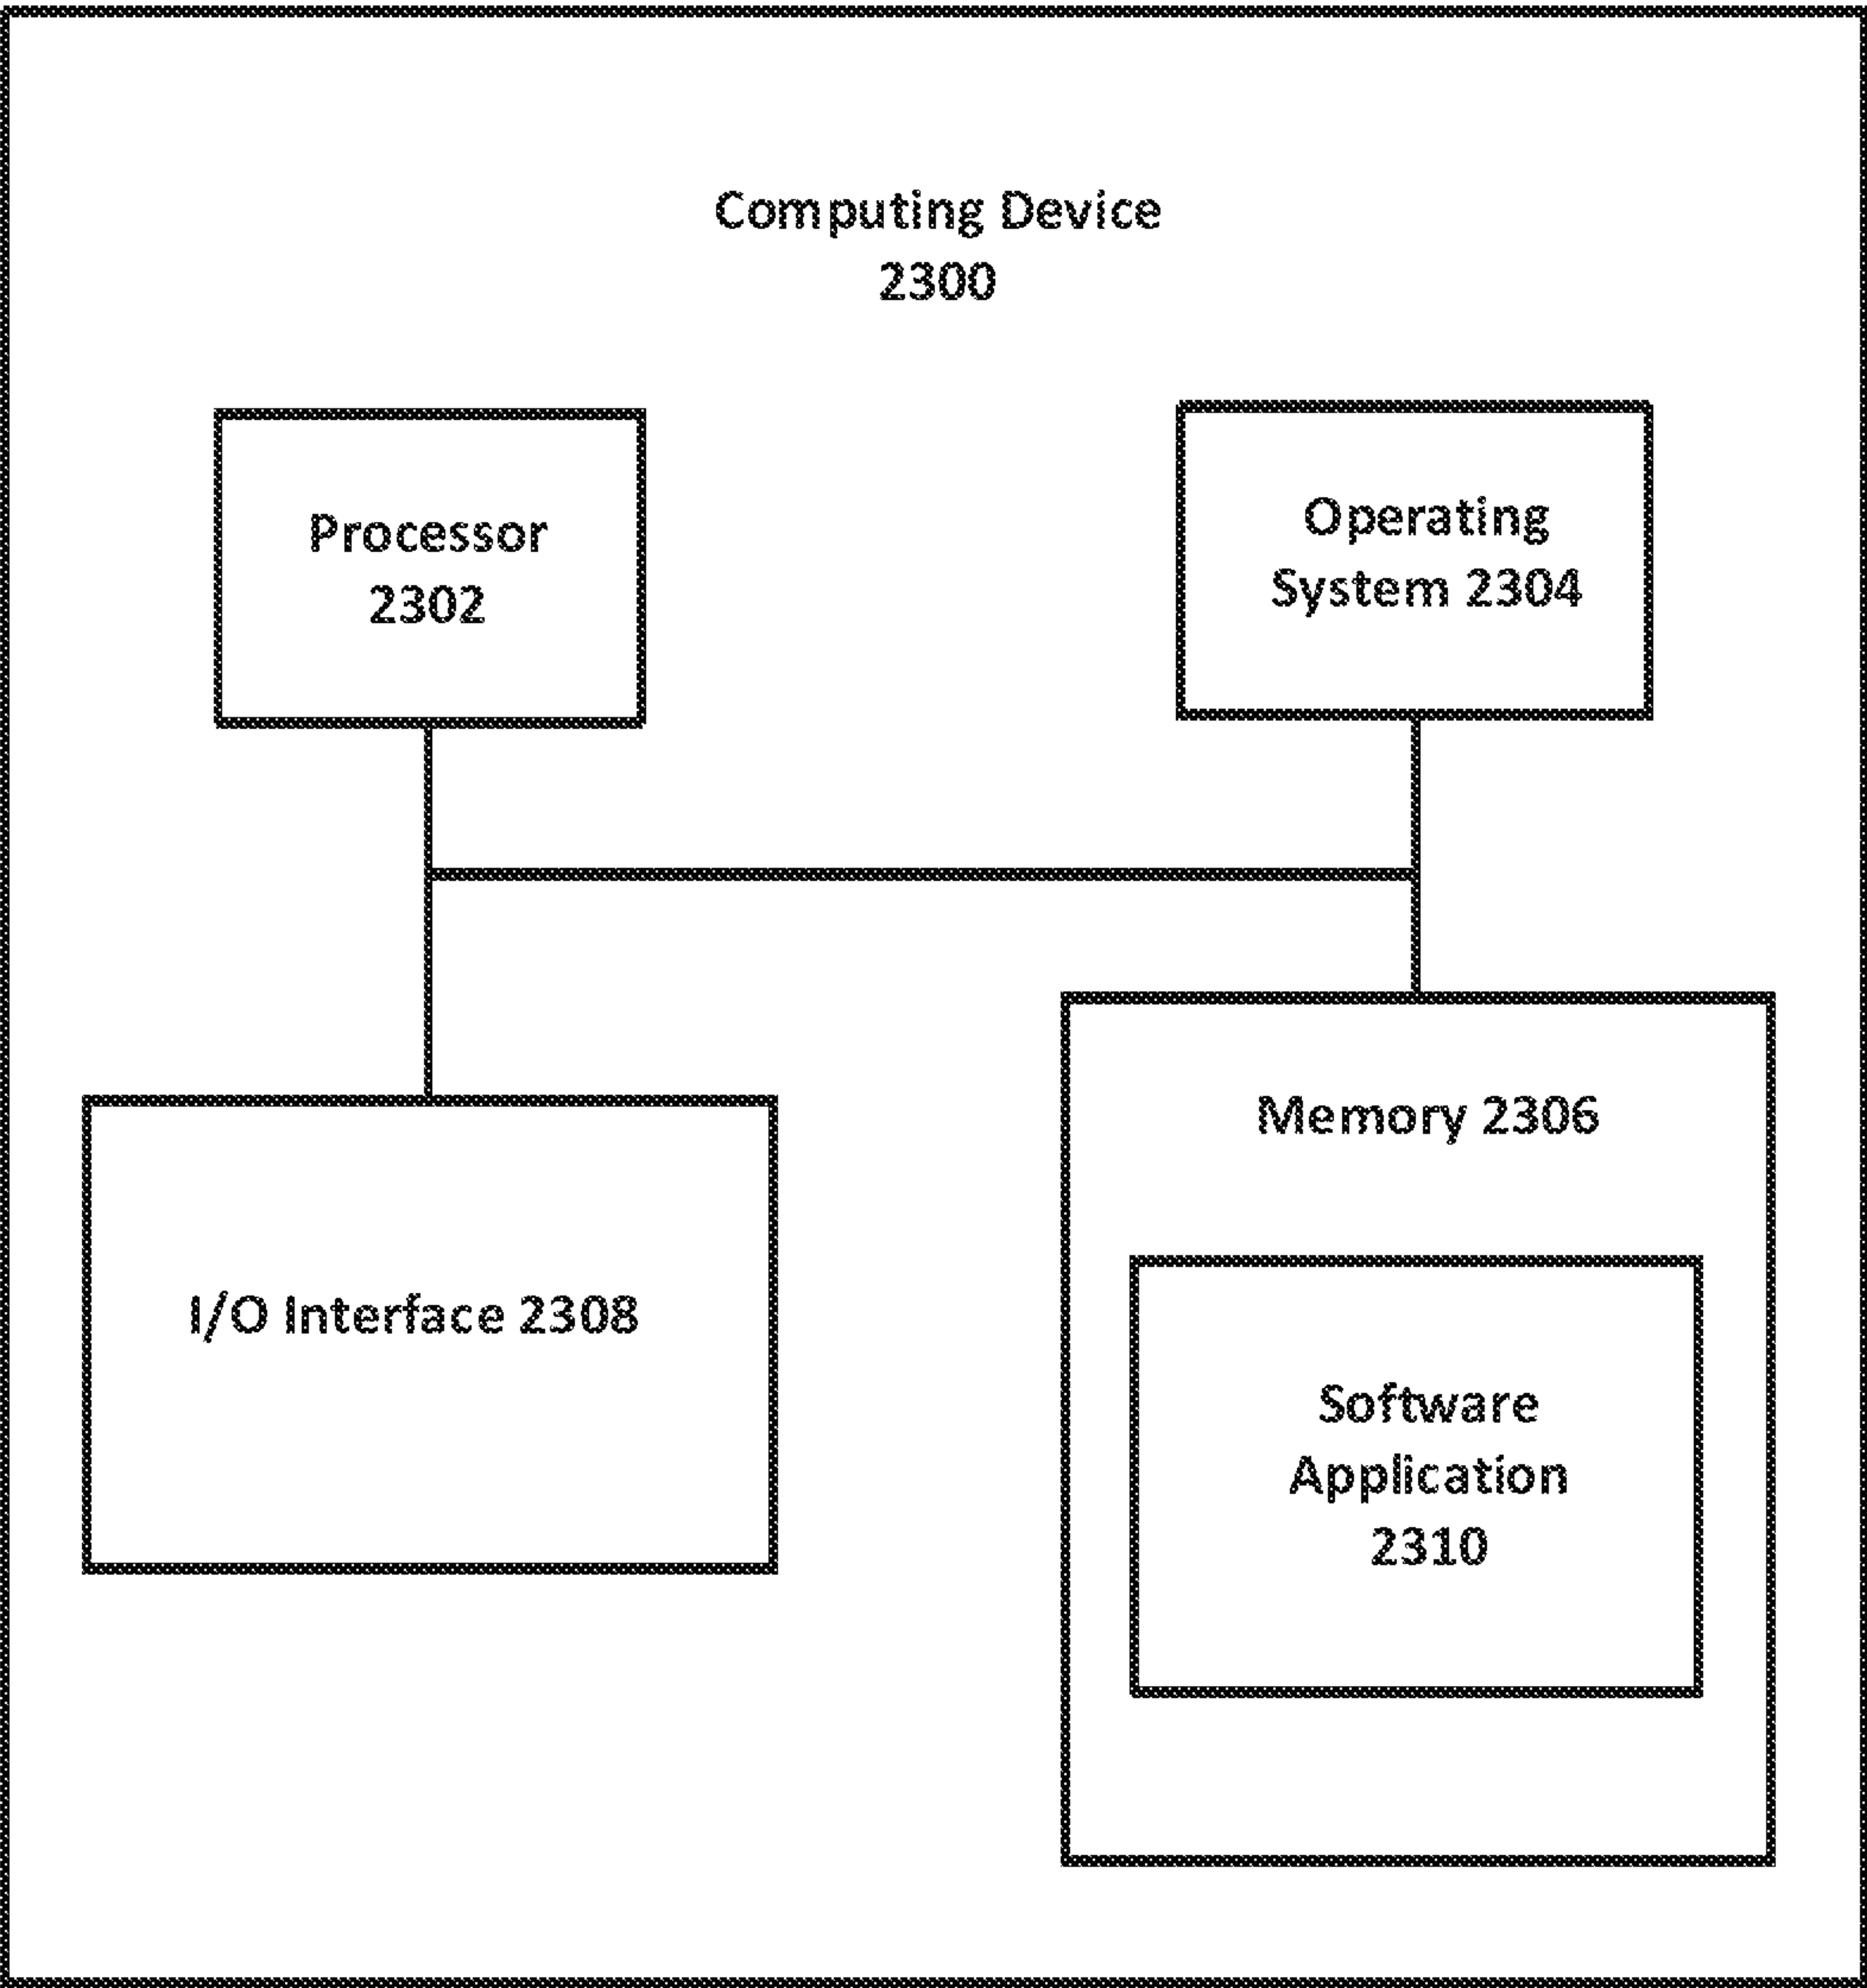 Computing Device
2300
Processor
2302
Operating
System 2304
I/O Interface 2308
Memory 2306
Software
Application
2310